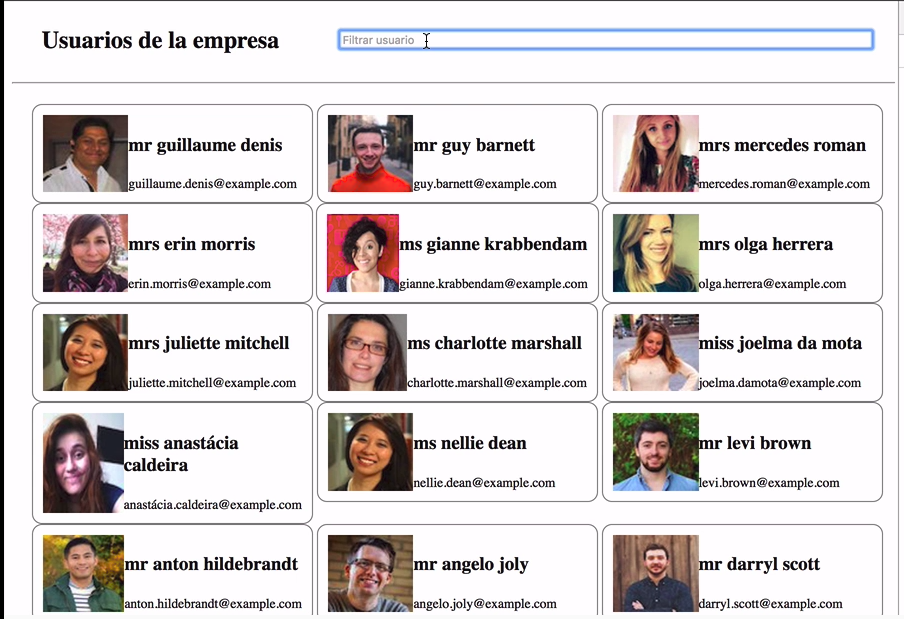 Usuarios de la empresa
Filtrar usuario
mr guillaume denis
guillaume.denis@example.com
mr guy barnett
guy.barnett@example.com
mrs mercedes roman
mercedes.roman@example.com
mrs erin morris
erin.morris@example.com
ms gianne krabbendam
gianne.krabbendam@example.com
mrs olga herrera
olga.herrera@example.com
mrs juliette mitchell
juliette.mitchell@example.com
ms charlotte marshall
charlotte.marshall@example.com
miss joelma da mota
joelma.damota@example.com
miss anastácia
caldeira
anastácia.caldeira@example.com
ms nellie dean
nellie.dean@example.com
mr levi brown
levi.brown@example.com
mr anton hildebrandt
anton.hildebrandt@example.com
mr angelo joly
angelo.joly@example.com
mr darryl scott
darryl.scott@example.com